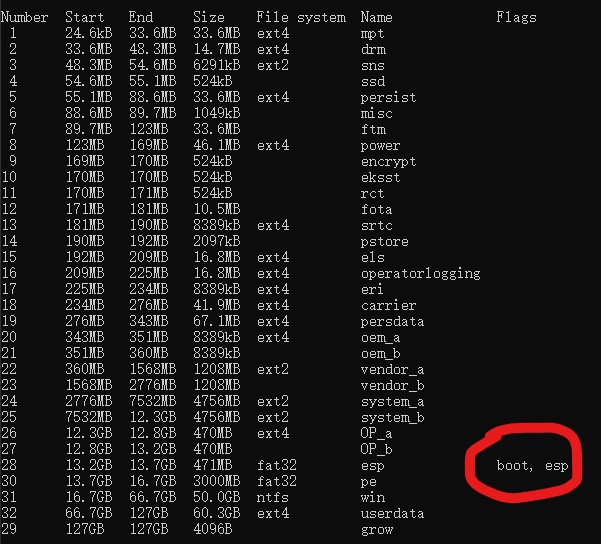 Number  Start   End     Size    File system  Name             Flags
 1      24.6kB  33.6MB  33.6MB  ext4         mpt
 2      33.6MB  48.3MB  14.7MB  ext4         drm
 3      48.3MB  54.6MB  6291kB  ext2         sns
 4      54.6MB  55.1MB  524kB                ssd
 5      55.1MB  88.6MB  33.6MB  ext4         persist
 6      88.6MB  89.7MB  1049kB               misc
 7      89.7MB  123MB   33.6MB               ftm
 8      123MB   169MB   46.1MB  ext4         power
 9      169MB   170MB   524kB                encrypt
10      170MB   170MB   524kB                eksst
11      170MB   171MB   524kB                rct
12      171MB   181MB   10.5MB               fota
13      181MB   190MB   8389kB  ext4         srtc
14      190MB   192MB   2097kB               pstore
15      192MB   209MB   16.8MB  ext4         els
16      209MB   225MB   16.8MB  ext4         operatorlogging
17      225MB   234MB   8389kB  ext4         eri
18      234MB   276MB   41.9MB  ext4         carrier
19      276MB   343MB   67.1MB  ext4         persdata
20      343MB   351MB   8389kB  ext4         oem_a
21      351MB   360MB   8389kB               oem_b
22      360MB   1568MB  1208MB  ext2         vendor_a
23      1568MB  2776MB  1208MB               vendor_b
24      2776MB  7532MB  4756MB  ext2         system_a
25      7532MB  12.3GB  4756MB  ext2         system_b
26      12.3GB  12.8GB  470MB   ext4         OP_a
27      12.8GB  13.2GB  470MB                OP_b
28      13.2GB  13.7GB  471MB   fat32        esp              boot, esp
30      13.7GB  16.7GB  3000MB  fat32        pe
31      16.7GB  66.7GB  50.0GB  ntfs         win
32      66.7GB  127GB   60.3GB  ext4         userdata
29      127GB   127GB   4096B                grow